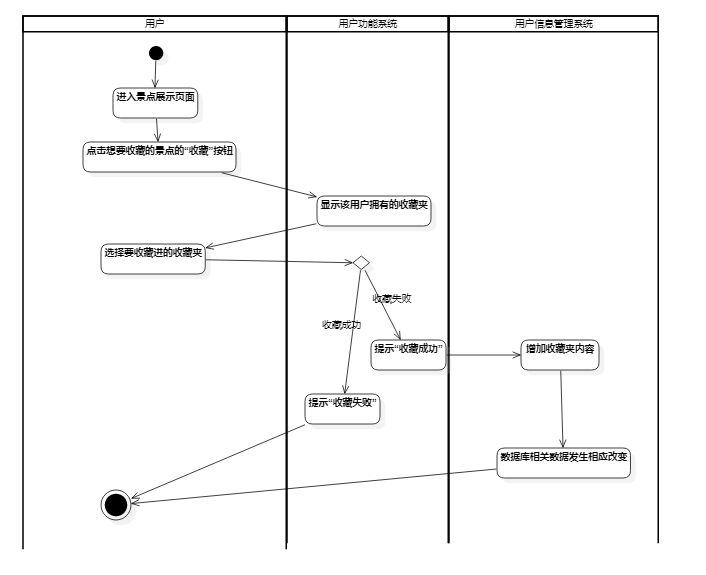 用户
用户功能系统
用户信息管理系统
进入景点展示页面
点击想要收藏的景点的“收藏”按钮
显示该用户拥有的收藏夹
选择要收藏进的收藏夹
收藏失败
收藏成功
提示“收藏成功”
增加收藏夹内容
提示“收藏失败”
数据库相关数据发生相应改变